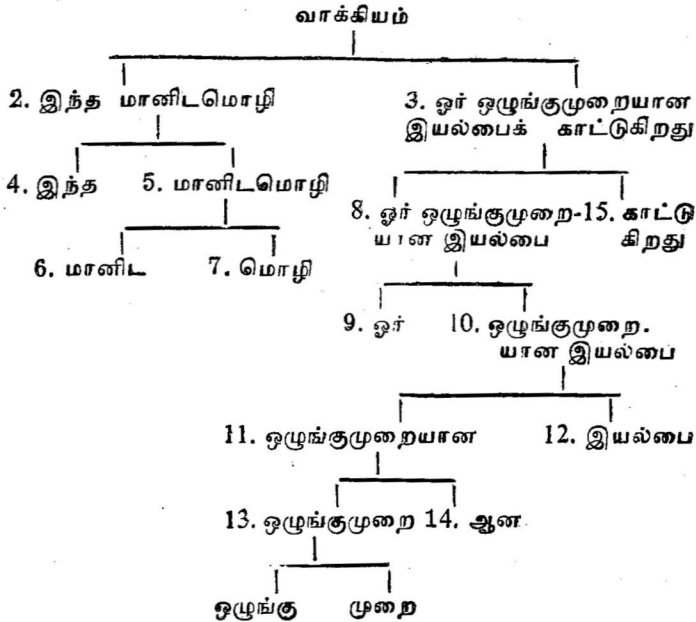 வாக்கியம்
2. இந்த மானிடமொழி 3. ஓர் ஒழுங்குமுறையான
இயல்பைக் காட்டுகிறது
4. இந்த 5. மானிடமொழி
8. ஓர் ஒழுங்குமுறை-15. காட்டு
யான இயல்பை கிறது
6. மானிட 7. மொழி
9. ஓர் 10. ஒழுங்குமுறை.
யான இயல்பை
11. ஒழுங்குமுறையான 12. இயல்பை
13. ஒழுங்குமுறை 14. ஆன
ஒழுங்கு முறை